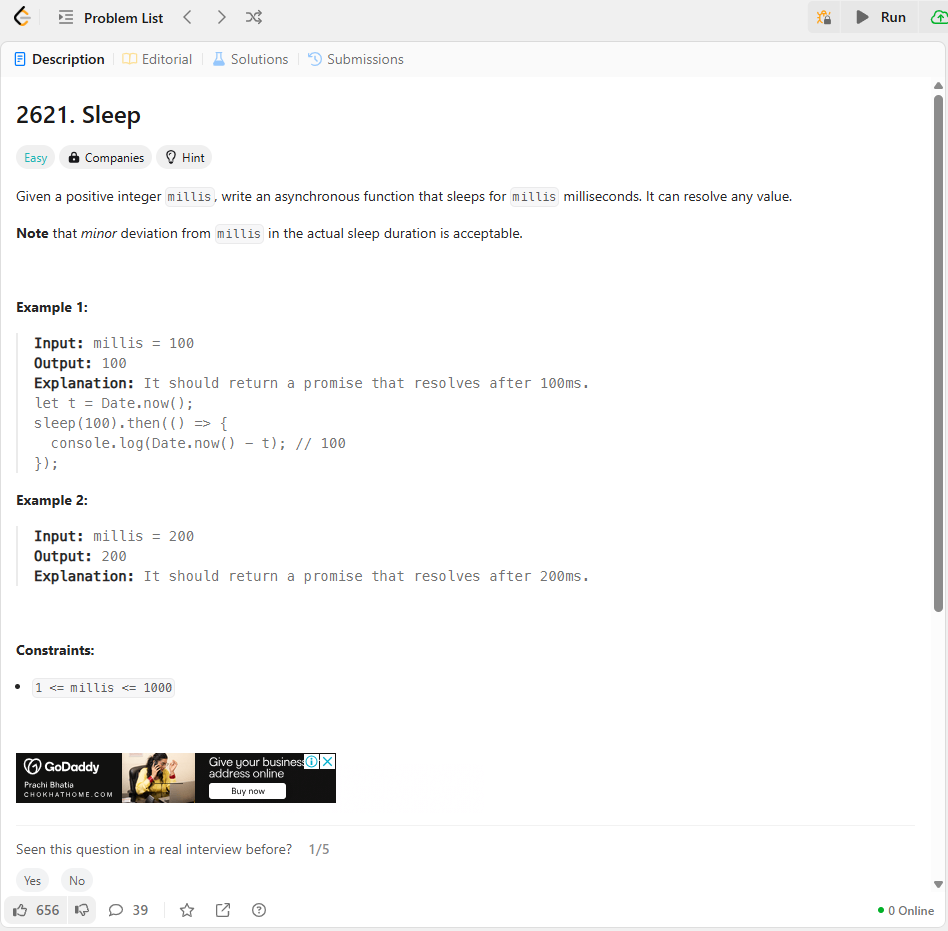 Problem List
Run
Description
Editorial
Solutions
Submissions
2621. Sleep
Easy
Companies
Hint
Given a positive integer millis, write an asynchronous function that sleeps for millis milliseconds. It can resolve any value.
Note that minor deviation from millis in the actual sleep duration is acceptable.
Example 1:
Input: millis = 100
Output: 100
Explanation: It should return a promise that resolves after 100ms.
let t = Date.now();
sleep(100).then(() => {
  console.log(Date.now() - t); // 100
});
Example 2:
Input: millis = 200
Output: 200
Explanation: It should return a promise that resolves after 200ms.
Constraints:
1 <= millis <= 1000
GoDaddy
Prachi Bhatia
CHOKHATHOME.COM
Give your business
address online
Buy now
Seen this question in a real interview before? 1/5
Yes No
656 39 0 Online